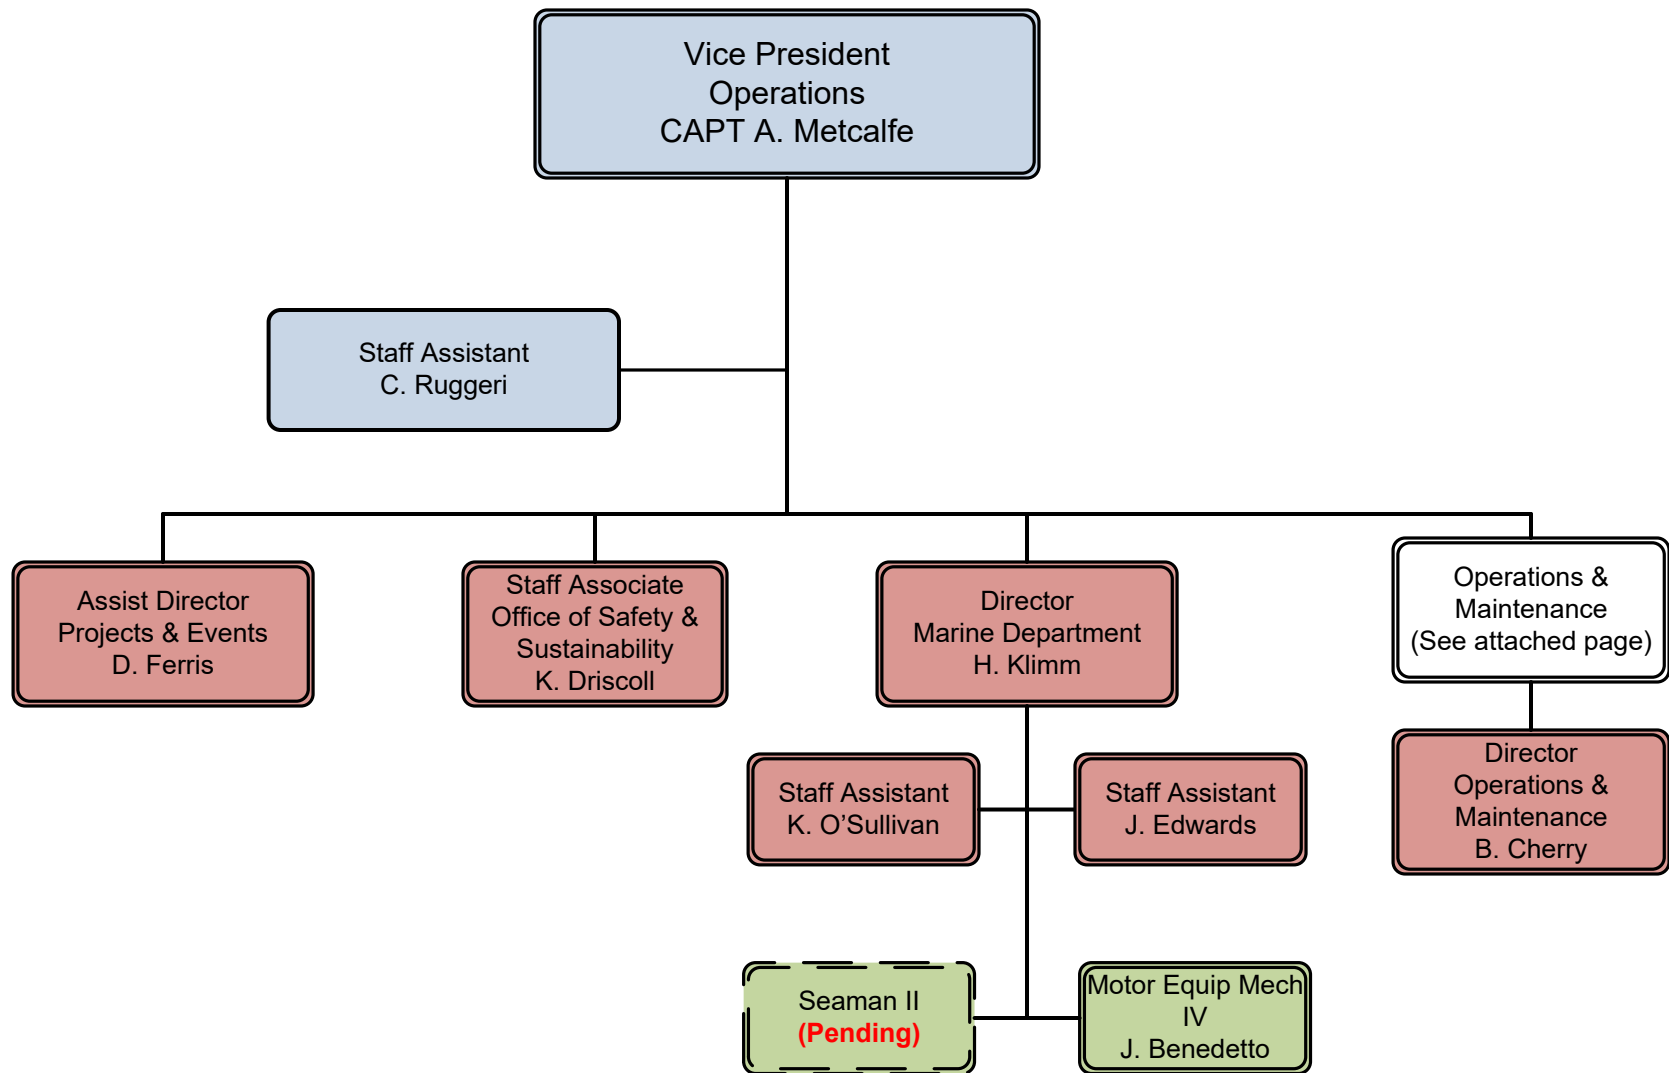 Vice President
Operations
CAPT A. Metcalfe
Staff Assistant
C. Ruggeri
Assist Director
Projects & Events
D. Ferris
Staff Associate
Office of Safety &
Sustainability
K. Driscoll
Director
Marine Department
H. Klimm
Operations &
Maintenance
(See attached page)
Staff Assistant
K. O’Sullivan
Staff Assistant
J. Edwards
Director
Operations &
Maintenance
B. Cherry
Seaman II
(Pending)
Motor Equip Mech
IV
J. Benedetto